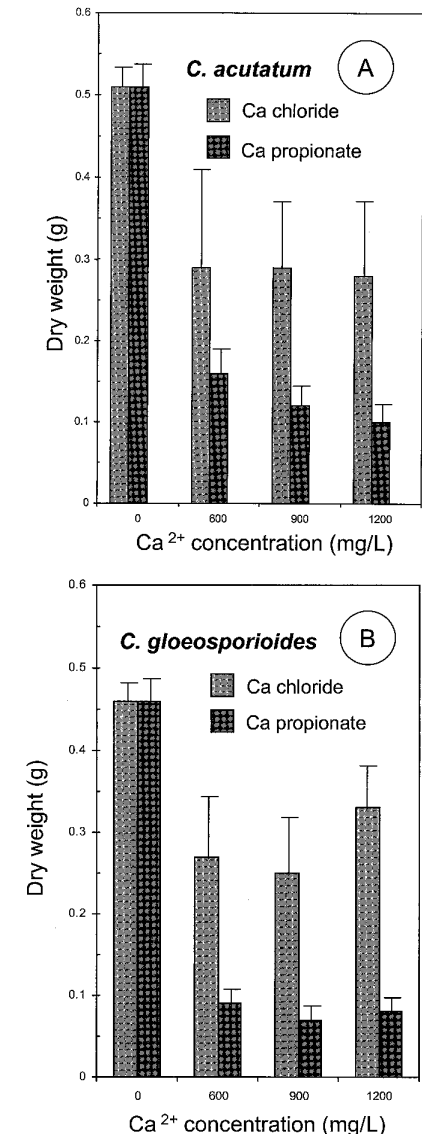 0.6
C. acutatum
A
Ca chloride
Ca propionate
0.5
0.4
0.3
0.2
0.1
0
Dry weight (g)
0 600 900 1200
Ca 2+ concentration (mg/L)
0.6
C. gloeosporioides
B
Ca chloride
Ca propionate
0.5
0.4
0.3
0.2
0.1
0
Dry weight (g)
0 600 900 1200
Ca 2+ concentration (mg/L)